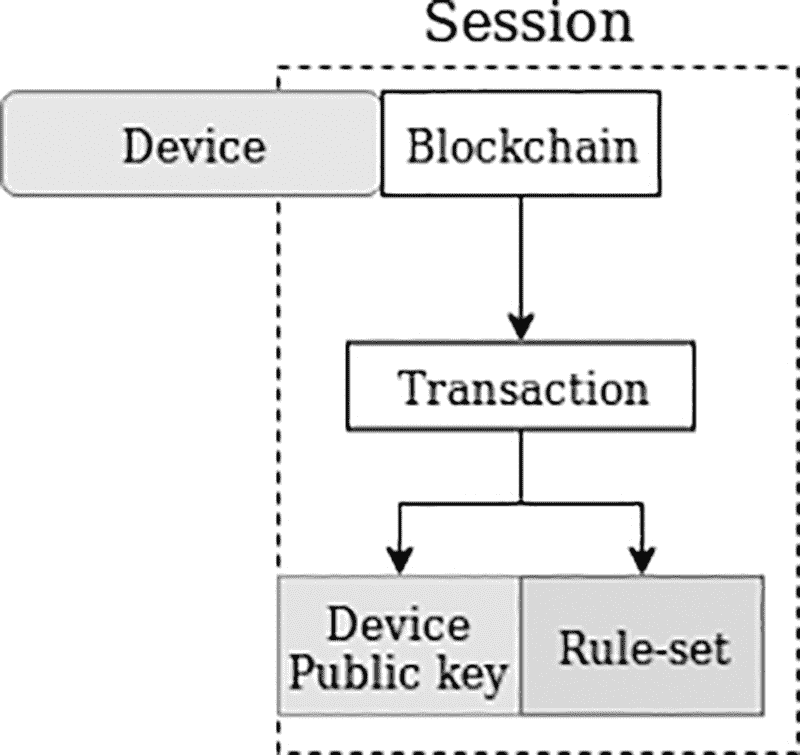 Session
Device
Blockchain
Transaction
Device
Public key
Rule-set